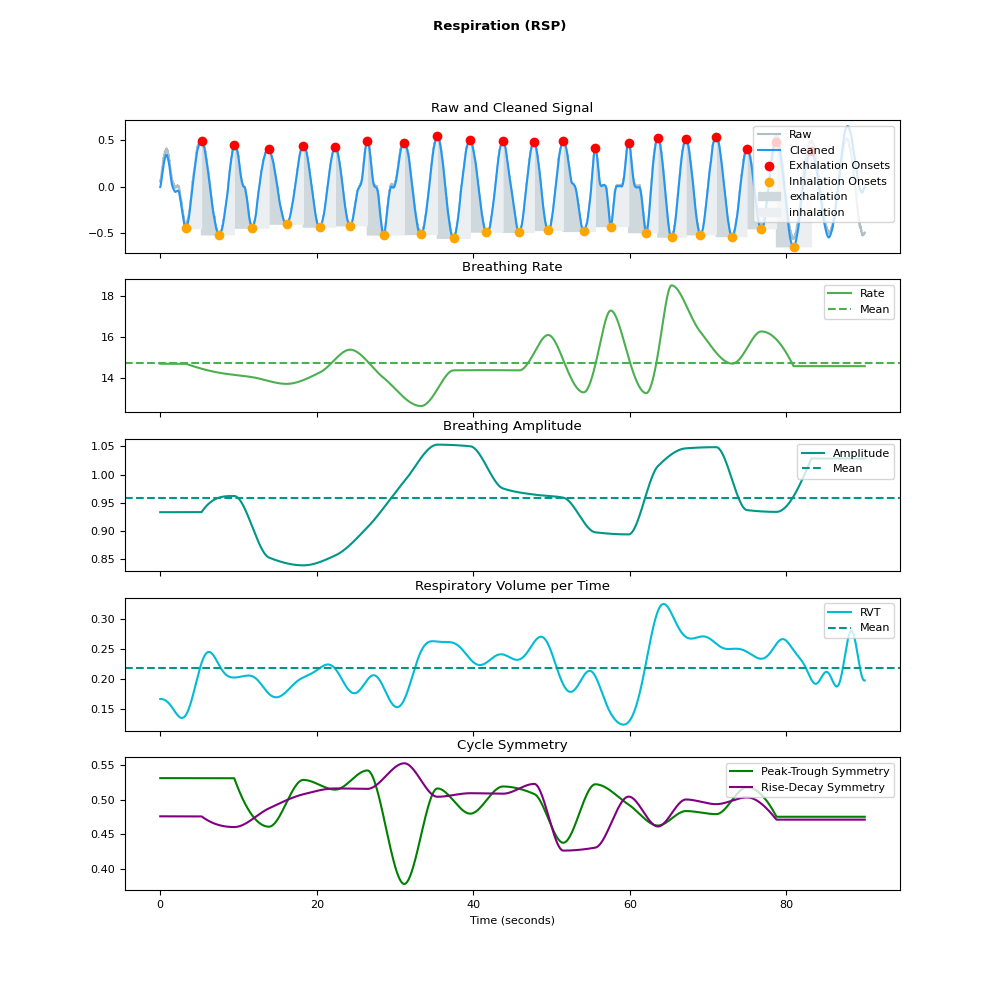 Respiration (RSP)
Raw and Cleaned Signal
0.5
0.0
−0.5
Raw
Cleaned
Exhalation Onsets
Inhalation Onsets
exhalation
inhalation
Breathing Rate
18
16
14
Rate
Mean
Breathing Amplitude
1.05
1.00
0.95
0.90
0.85
Amplitude
Mean
Respiratory Volume per Time
0.30
0.25
0.20
0.15
RVT
Mean
Cycle Symmetry
0.55
0.50
0.45
0.40
Peak-Trough Symmetry
Rise-Decay Symmetry
0 20 40 60 80
Time (seconds)